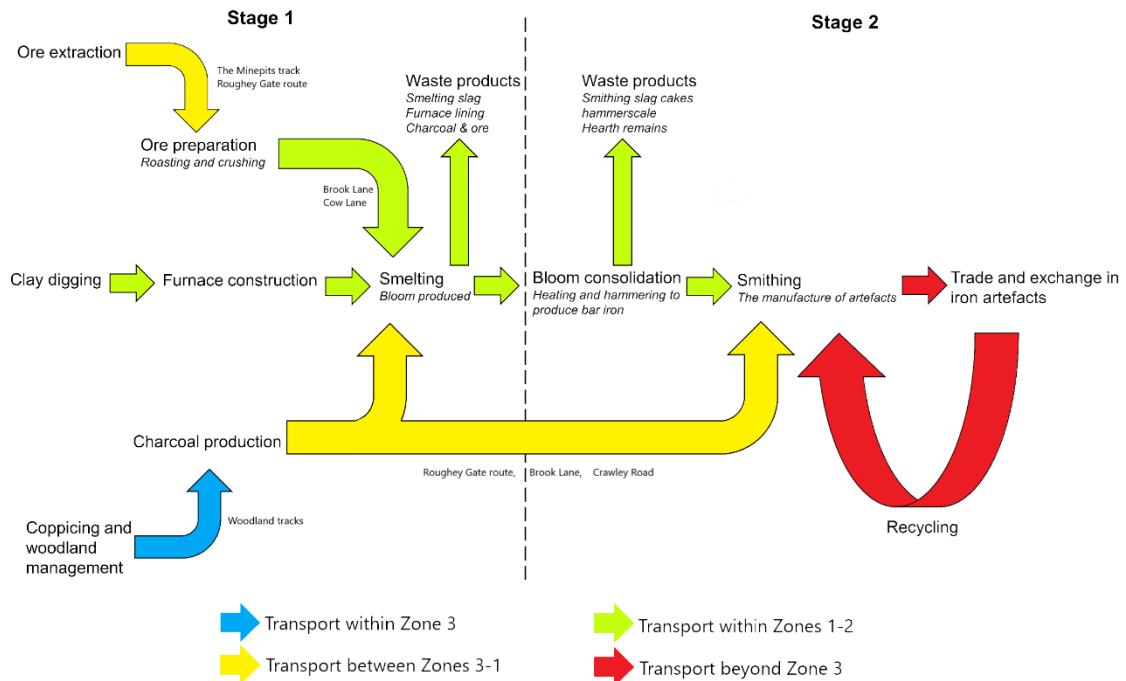 Stage 1
Stage 2
Ore extraction
The Minepits track
Roughey Gate route
Waste products
Smelting slag
Furnace lining
Charcoal & ore
Waste products
Smithing slag cakes
hammerscale
Hearth remains
Ore preparation
Roasting and crushing
Brook Lane
Cow Lane
Clay digging
Furnace construction
Smelting
Bloom produced
Bloom consolidation
Heating and hammering to
produce bar iron
Smithing
The manufacture of artefacts
Trade and exchange in
iron artefacts
Charcoal production
Roughey Gate route, Brook Lane, Crawley Road
Coppicing and
woodland
management
Woodland tracks
Recycling
Transport within Zone 3
Transport within Zones 1-2
Transport between Zones 3-1
Transport beyond Zone 3